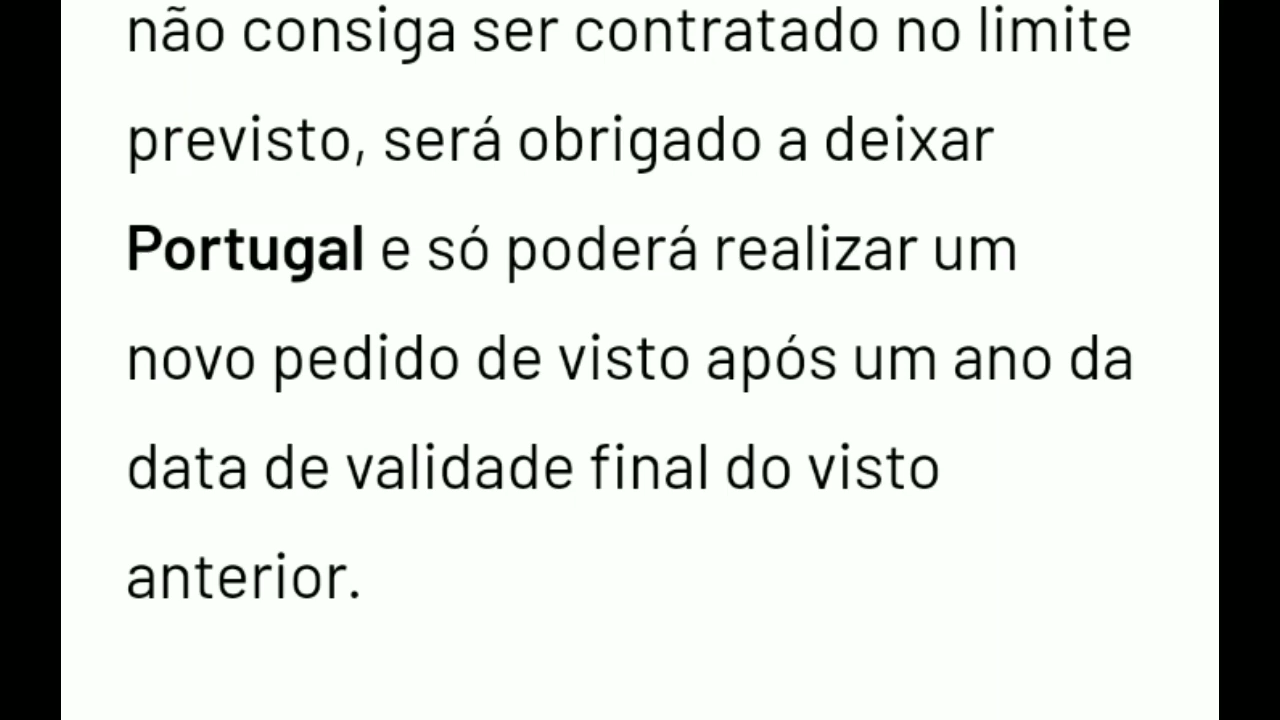 não consiga ser contratado no limite
previsto, será obrigado a deixar
Portugal e só poderá realizar um
novo pedido de visto após um ano da
data de validade final do visto
anterior.